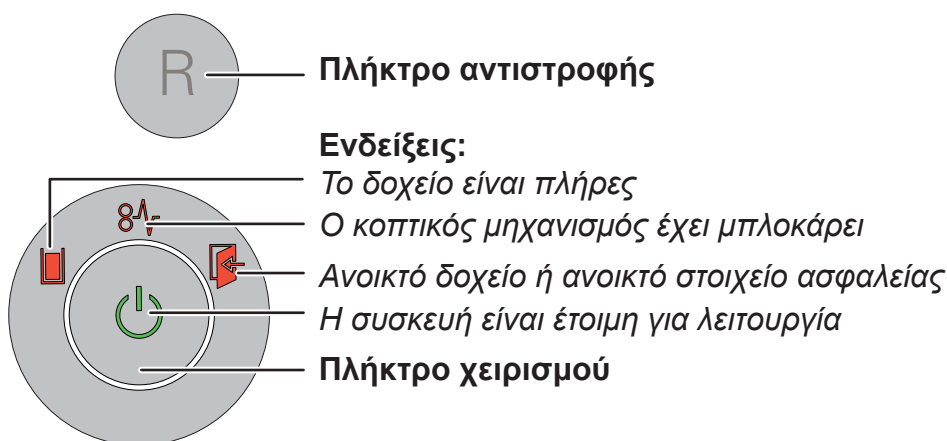 R
Πλήκτρο αντιστροφής
Ενδείξεις:
Το δοχείο είναι πλήρες
Ο κοπτικός μηχανισμός έχει μπλοκάρει
Ανοικτό δοχείο ή ανοικτό στοιχείο ασφαλείας
Η συσκευή είναι έτοιμη για λειτουργία
Πλήκτρο χειρισμού